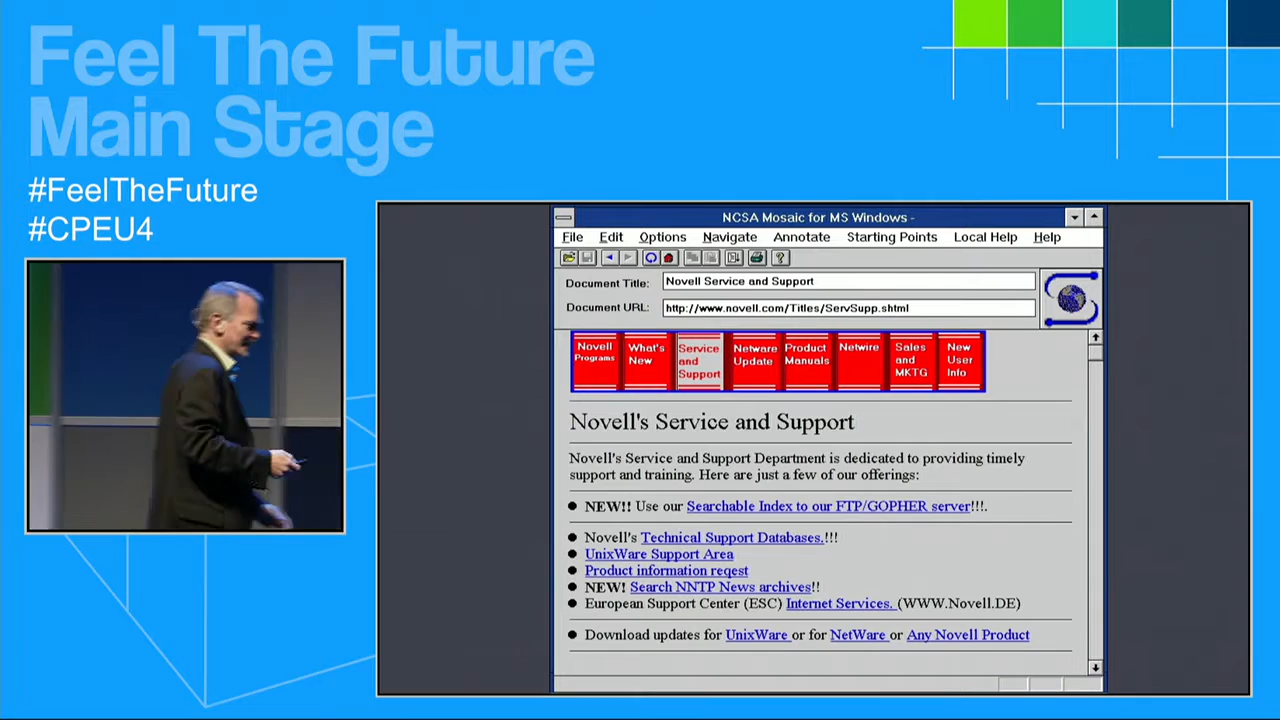 Feel The Future
Main Stage
#FeelTheFuture
#CPEU4
NCSA Mosaic for MS Windows -
File Edit Options Navigate Annotate Starting Points Local Help Help
Document Title: Novell Service and Support
Document URL: http://www.novell.com/Titles/ServSupp.shtml
Novell Programs
What's New
Service and Support
Netware Update
Product Manuals
Netwire
Sales and MKTG
New User Info
Novell's Service and Support
Novell's Service and Support Department is dedicated to providing timely
support and training. Here are just a few of our offerings:
● NEW!! Use our Searchable Index to our FTP/GOPHER server!!!.
● Novell's Technical Support Databases.!!!
● UnixWare Support Area
● Product information reqest
● NEW! Search NNTP News archives!!
● European Support Center (ESC) Internet Services. (WWW.Novell.DE)
● Download updates for UnixWare or for NetWare or Any Novell Product